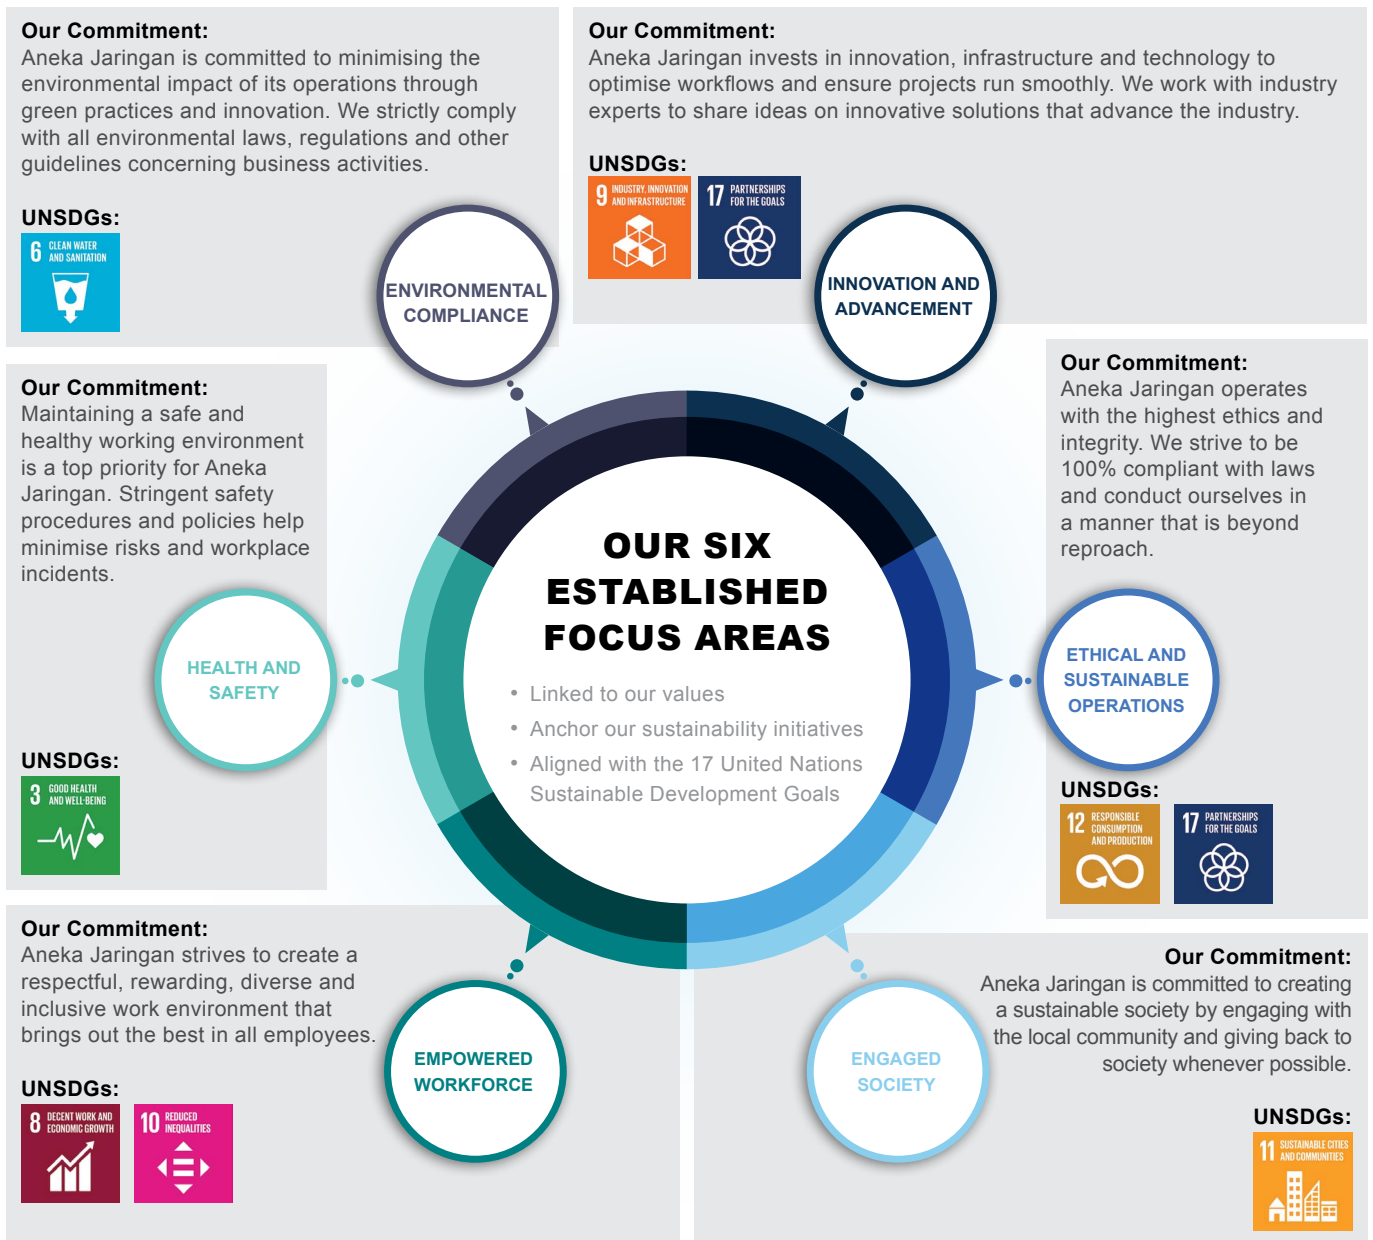 Our Commitment:
Aneka Jaringan is committed to minimising the
environmental impact of its operations through
green practices and innovation. We strictly comply
with all environmental laws, regulations and other
guidelines concerning business activities.
UNSDGs:
6 CLEAN WATER
AND SANITATION
ENVIRONMENTAL
COMPLIANCE
Our Commitment:
Aneka Jaringan invests in innovation, infrastructure and technology to
optimise workflows and ensure projects run smoothly. We work with industry
experts to share ideas on innovative solutions that advance the industry.
UNSDGs:
9 INDUSTRY, INNOVATION
AND INFRASTRUCTURE
17 PARTNERSHIPS
FOR THE GOALS
INNOVATION AND
ADVANCEMENT
Our Commitment:
Maintaining a safe and
healthy working environment
is a top priority for Aneka
Jaringan. Stringent safety
procedures and policies help
minimise risks and workplace
incidents.
HEALTH AND
SAFETY
UNSDGs:
3 GOOD HEALTH
AND WELL-BEING
OUR SIX
ESTABLISHED
FOCUS AREAS
• Linked to our values
• Anchor our sustainability initiatives
• Aligned with the 17 United Nations
Sustainable Development Goals
Our Commitment:
Aneka Jaringan operates
with the highest ethics and
integrity. We strive to be
100% compliant with laws
and conduct ourselves in
a manner that is beyond
reproach.
ETHICAL AND
SUSTAINABLE
OPERATIONS
UNSDGs:
12 RESPONSIBLE
CONSUMPTION
AND PRODUCTION
17 PARTNERSHIPS
FOR THE GOALS
Our Commitment:
Aneka Jaringan strives to create a
respectful, rewarding, diverse and
inclusive work environment that
brings out the best in all employees.
UNSDGs:
8 DECENT WORK AND
ECONOMIC GROWTH
10 REDUCED
INEQUALITIES
EMPOWERED
WORKFORCE
ENGAGED
SOCIETY
Our Commitment:
Aneka Jaringan is committed to creating
a sustainable society by engaging with
the local community and giving back to
society whenever possible.
UNSDGs:
11 SUSTAINABLE CITIES
AND COMMUNITIES